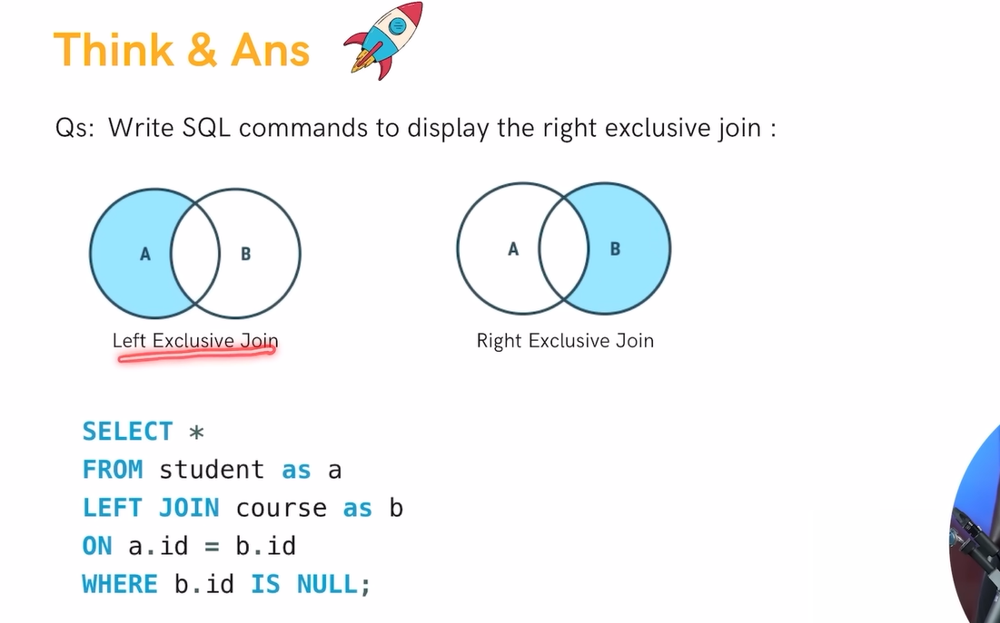 Think & Ans
Qs: Write SQL commands to display the right exclusive join :
A
B
A
B
Left Exclusive Join
Right Exclusive Join
SELECT *
FROM student as a
LEFT JOIN course as b
ON a.id = b.id
WHERE b.id IS NULL;